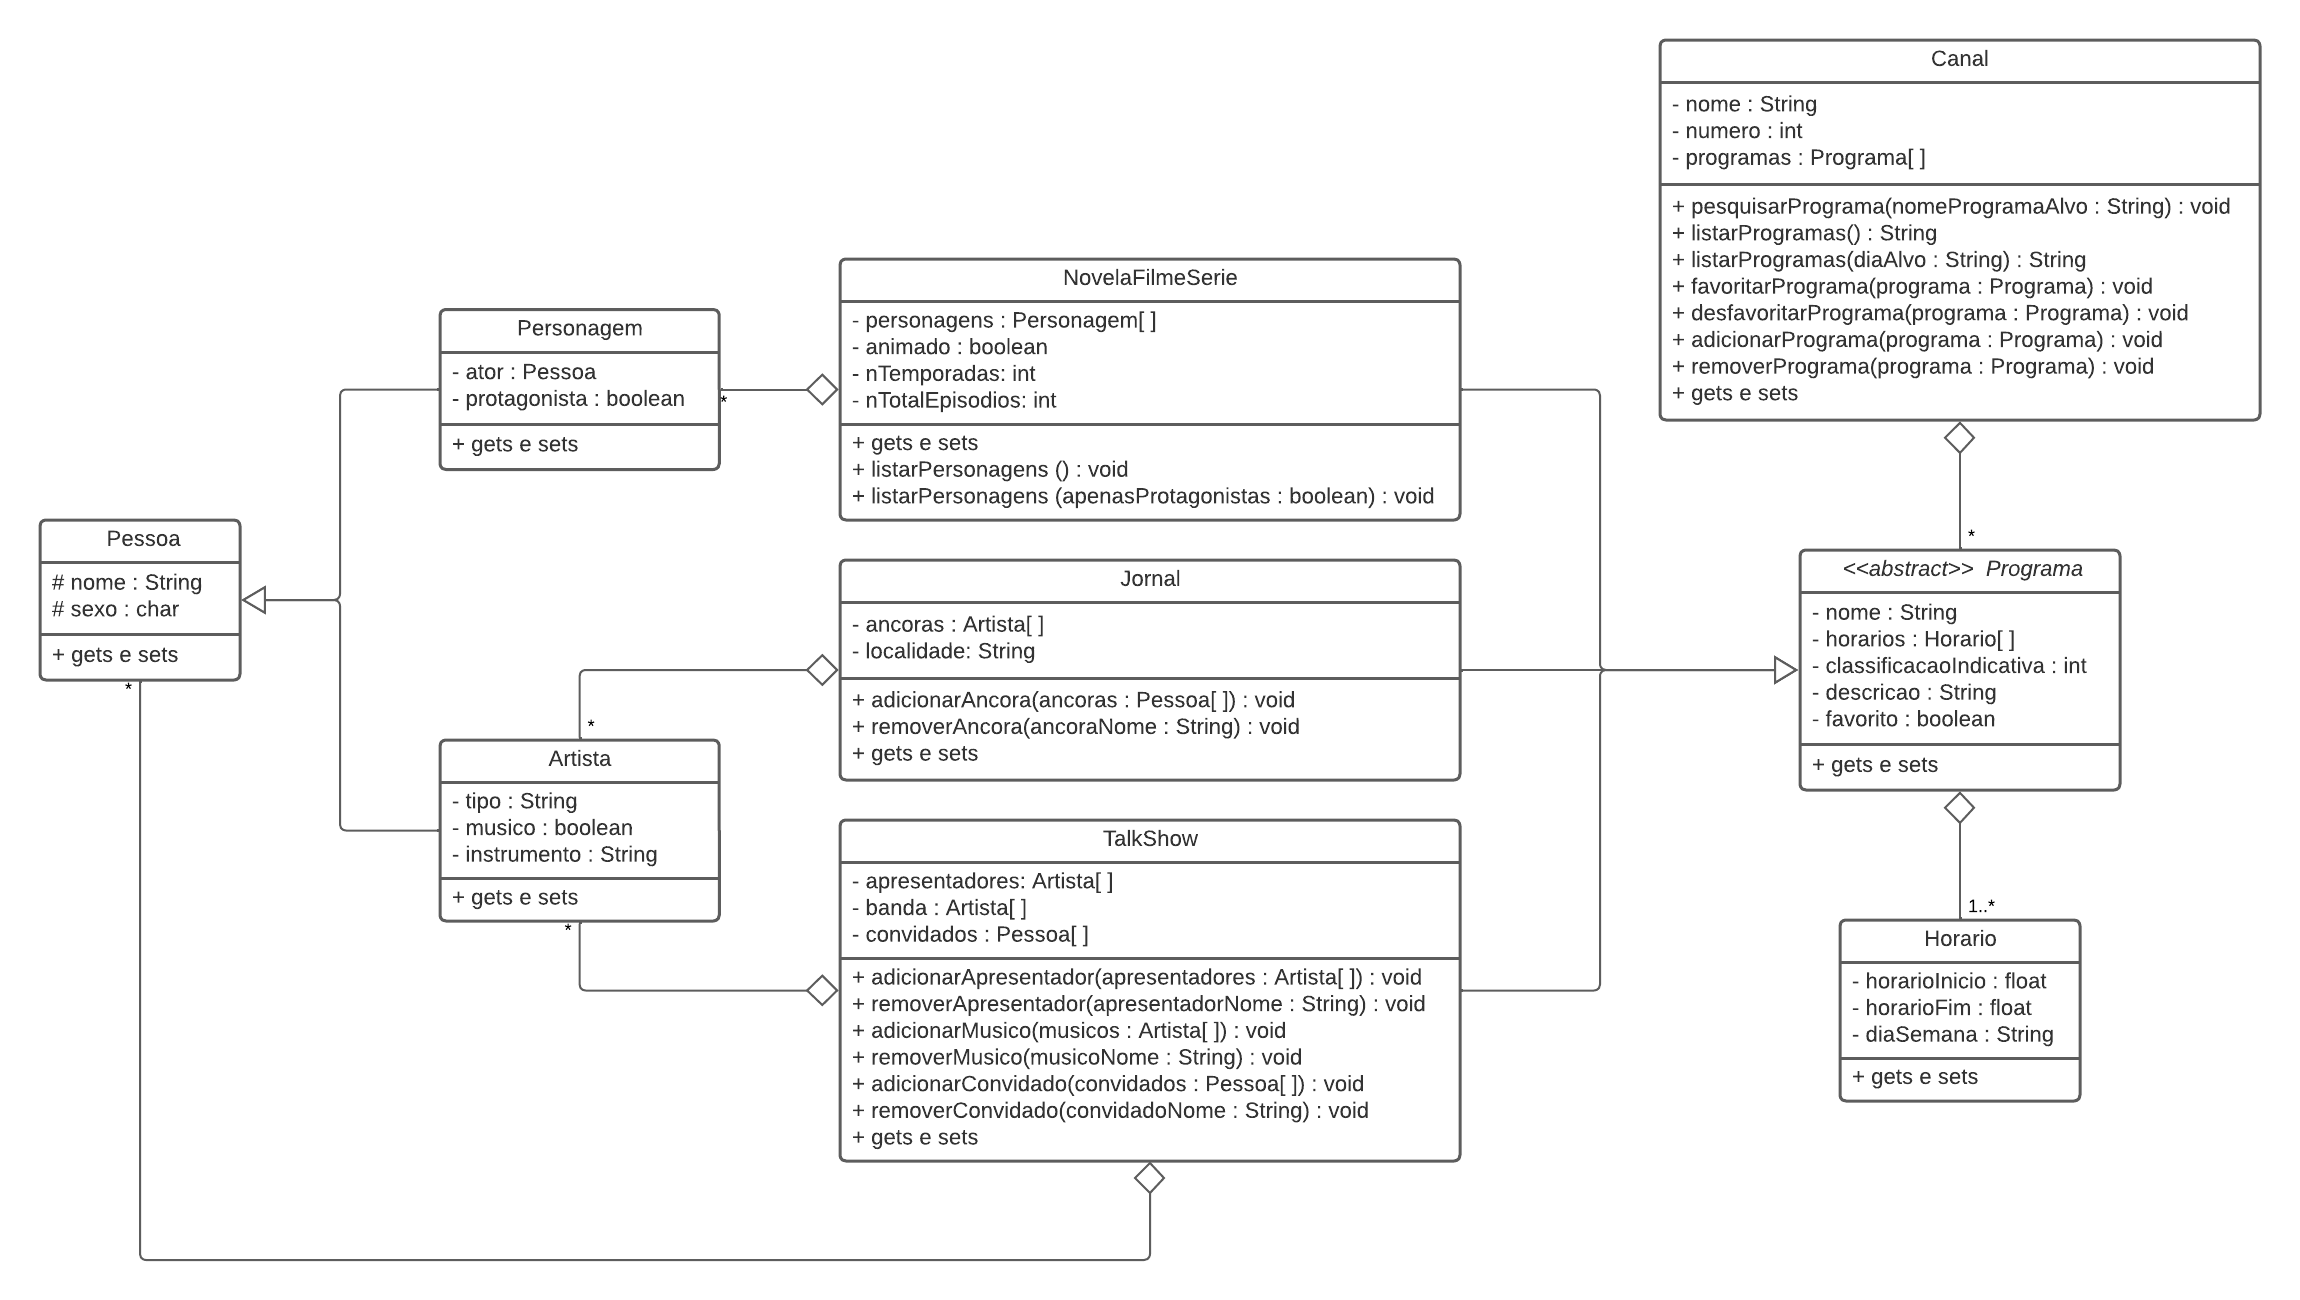 Canal
- nome : String
- numero : int
- programas : Programa[ ]
+ pesquisarPrograma(nomeProgramaAlvo : String) : void
+ listarProgramas() : String
+ listarProgramas(diaAlvo : String) : String
+ favoritarPrograma(programa : Programa) : void
+ desfavoritarPrograma(programa : Programa) : void
+ adicionarPrograma(programa : Programa) : void
+ removerPrograma(programa : Programa) : void
+ gets e sets
NovelaFilmeSerie
- personagens : Personagem[ ]
- animado : boolean
- nTemporadas: int
- nTotalEpisodios: int
+ gets e sets
+ listarPersonagens () : void
+ listarPersonagens (apenasProtagonistas : boolean) : void
Personagem
- ator : Pessoa
- protagonista : boolean
+ gets e sets
*
Pessoa
# nome : String
# sexo : char
+ gets e sets
*
Jornal
- ancoras : Artista[ ]
- localidade: String
+ adicionarAncora(ancoras : Pessoa[ ]) : void
+ removerAncora(ancoraNome : String) : void
+ gets e sets
*
<<abstract>> Programa
- nome : String
- horarios : Horario[ ]
- classificacaoIndicativa : int
- descricao : String
- favorito : boolean
+ gets e sets
*
Artista
- tipo : String
- musico : boolean
- instrumento : String
+ gets e sets
*
TalkShow
- apresentadores: Artista[ ]
- banda : Artista[ ]
- convidados : Pessoa[ ]
+ adicionarApresentador(apresentadores : Artista[ ]) : void
+ removerApresentador(apresentadorNome : String) : void
+ adicionarMusico(musicos : Artista[ ]) : void
+ removerMusico(musicoNome : String) : void
+ adicionarConvidado(convidados : Pessoa[ ]) : void
+ removerConvidado(convidadoNome : String) : void
+ gets e sets
1..*
Horario
- horarioInicio : float
- horarioFim : float
- diaSemana : String
+ gets e sets